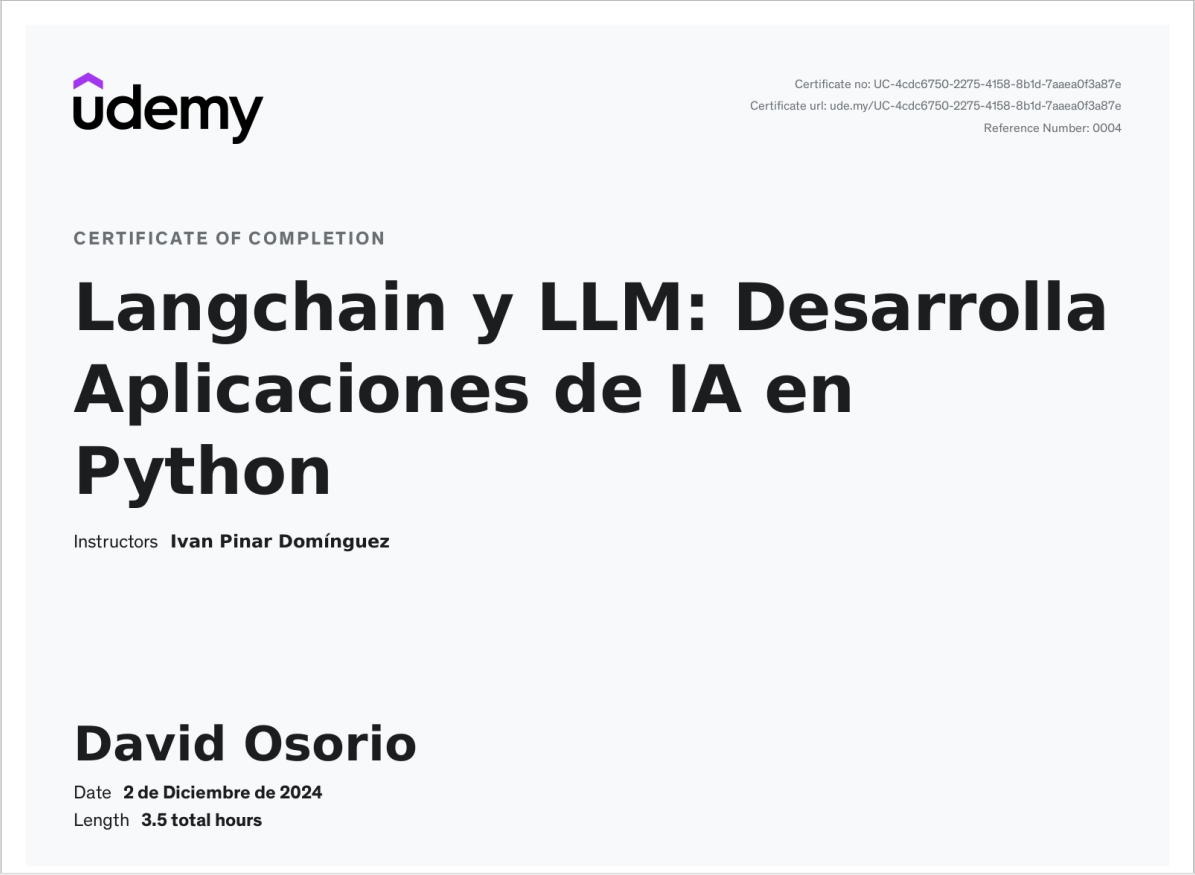 udemy
Certificate no: UC-4cdc6750-2275-4158-8b1d-7aaea0f3a87e
Certificate url: ude.my/UC-4cdc6750-2275-4158-8b1d-7aaea0f3a87e
Reference Number: 0004
CERTIFICATE OF COMPLETION
Langchain y LLM: Desarrolla
Aplicaciones de IA en
Python
Instructors Ivan Pinar Domínguez
David Osorio
Date 2 de Diciembre de 2024
Length 3.5 total hours